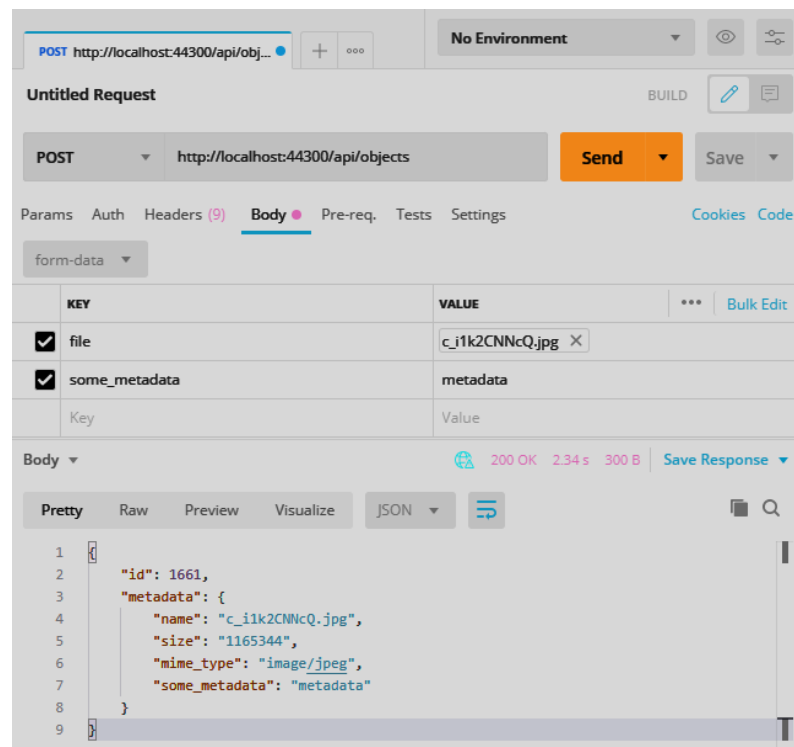 POST http://localhost:44300/api/obj...
No Environment
Untitled Request
BUILD
POST http://localhost:44300/api/objects Send Save
Params Auth Headers (9) Body Pre-req. Tests Settings Cookies Code
form-data
KEY VALUE Bulk Edit
file c_i1k2CNNcQ.jpg
some_metadata metadata
Key Value
Body 200 OK 2.34 s 300 B Save Response
Pretty Raw Preview Visualize JSON
1 {
2 "id": 1661,
3 "metadata": {
4 "name": "c_i1k2CNNcQ.jpg",
5 "size": "1165344",
6 "mime_type": "image/jpeg",
7 "some_metadata": "metadata"
8 }
9 }